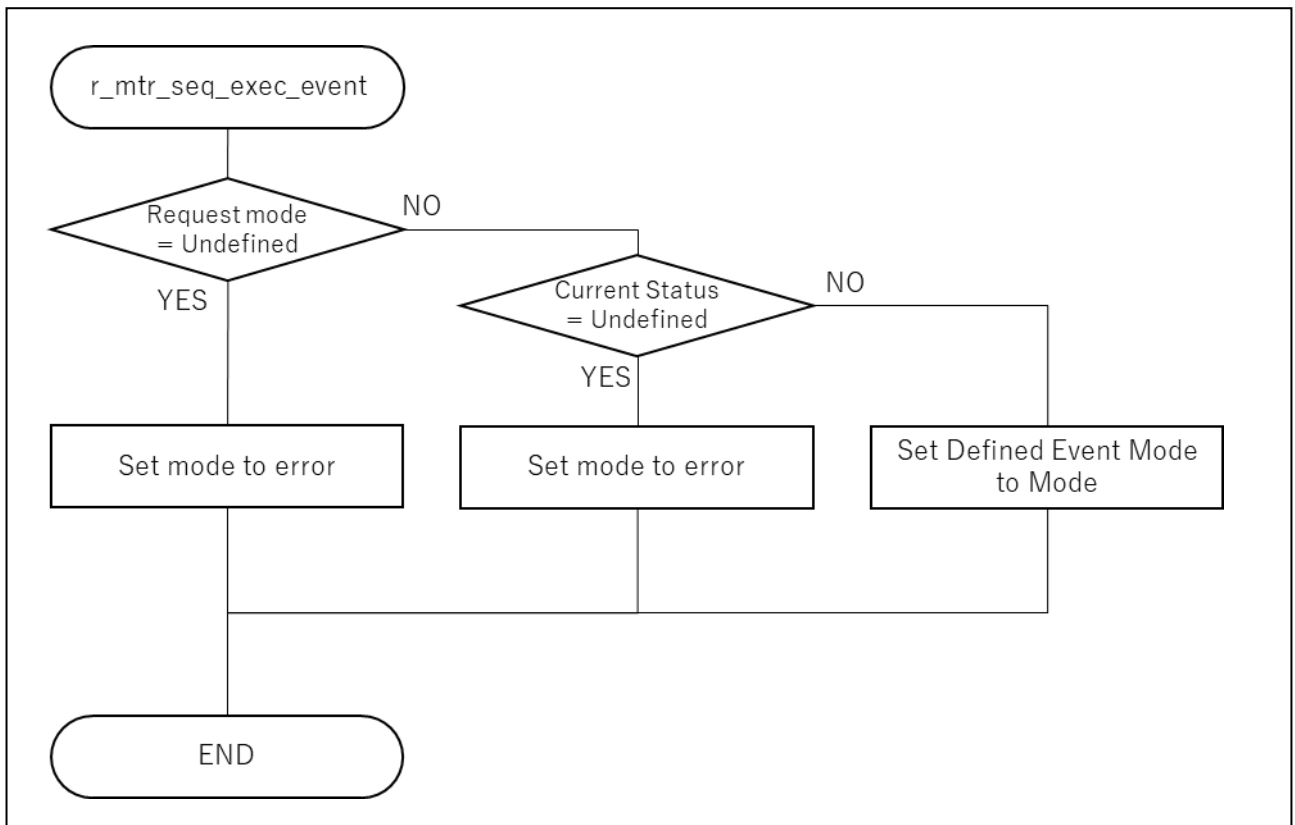 r_mtr_seq_exec_event
Request mode
= Undefined
NO
YES
Current Status
= Undefined
NO
YES
Set mode to error
Set mode to error
Set Defined Event Mode
to Mode
END